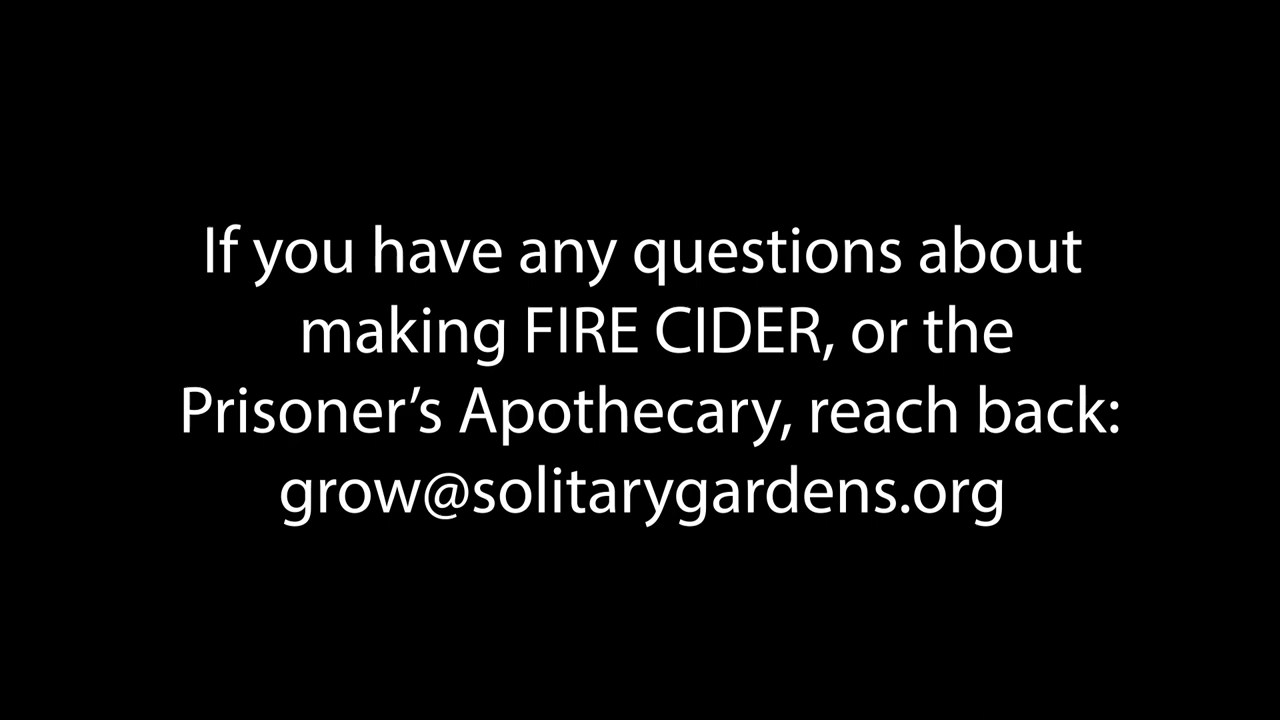 If you have any questions about
making FIRE CIDER, or the
Prisoner’s Apothecary, reach back:
grow@solitarygardens.org